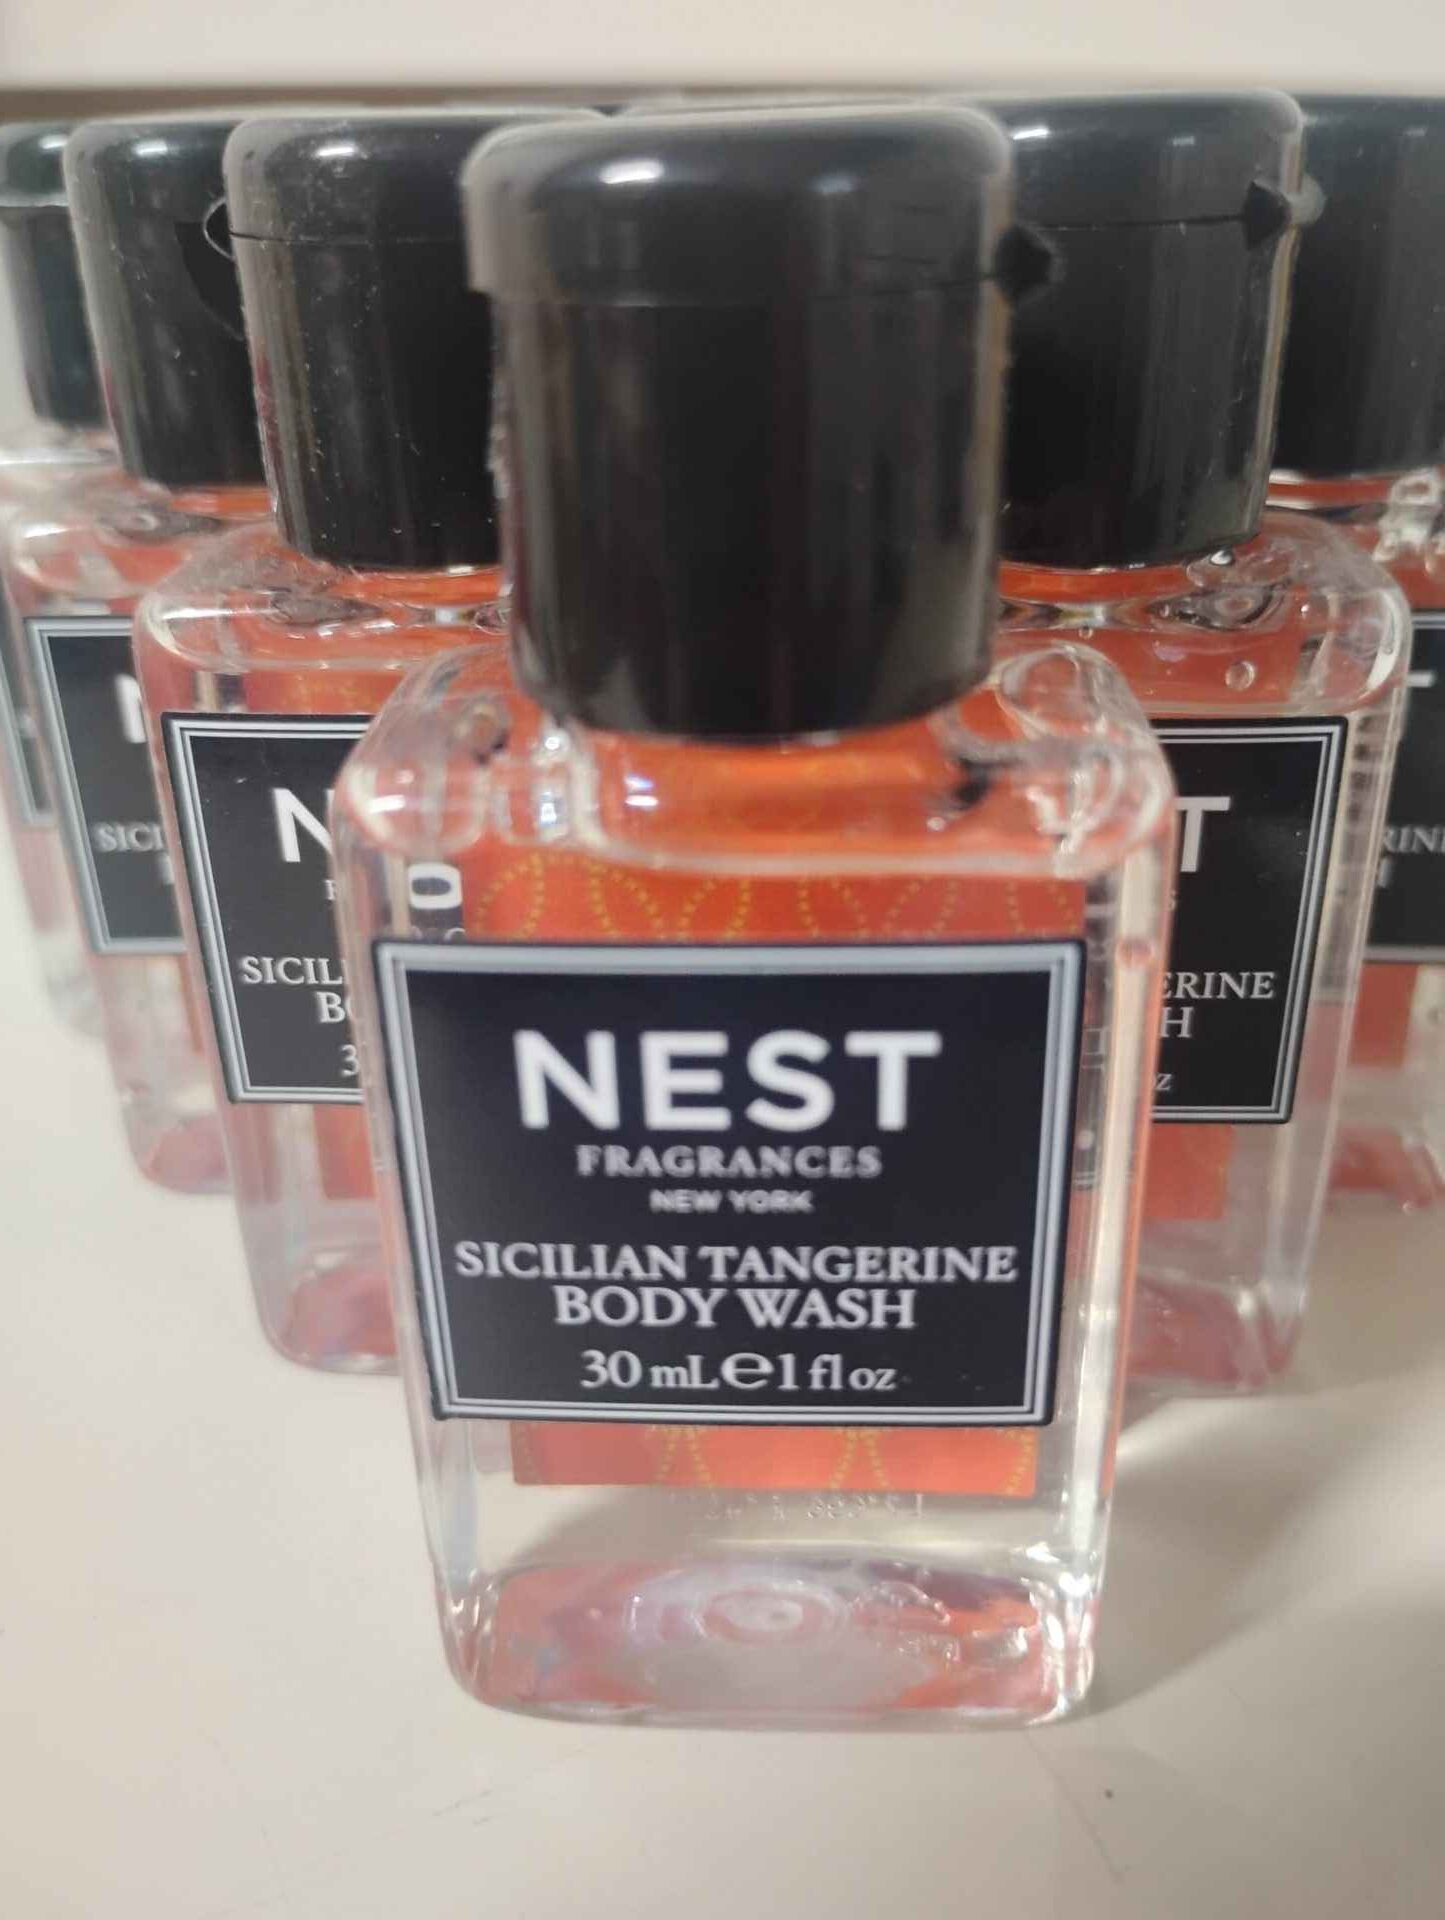 NEST
FRAGRANCES
NEW YORK
SICILIAN TANGERINE
BODY WASH
30 mL e 1 fl oz